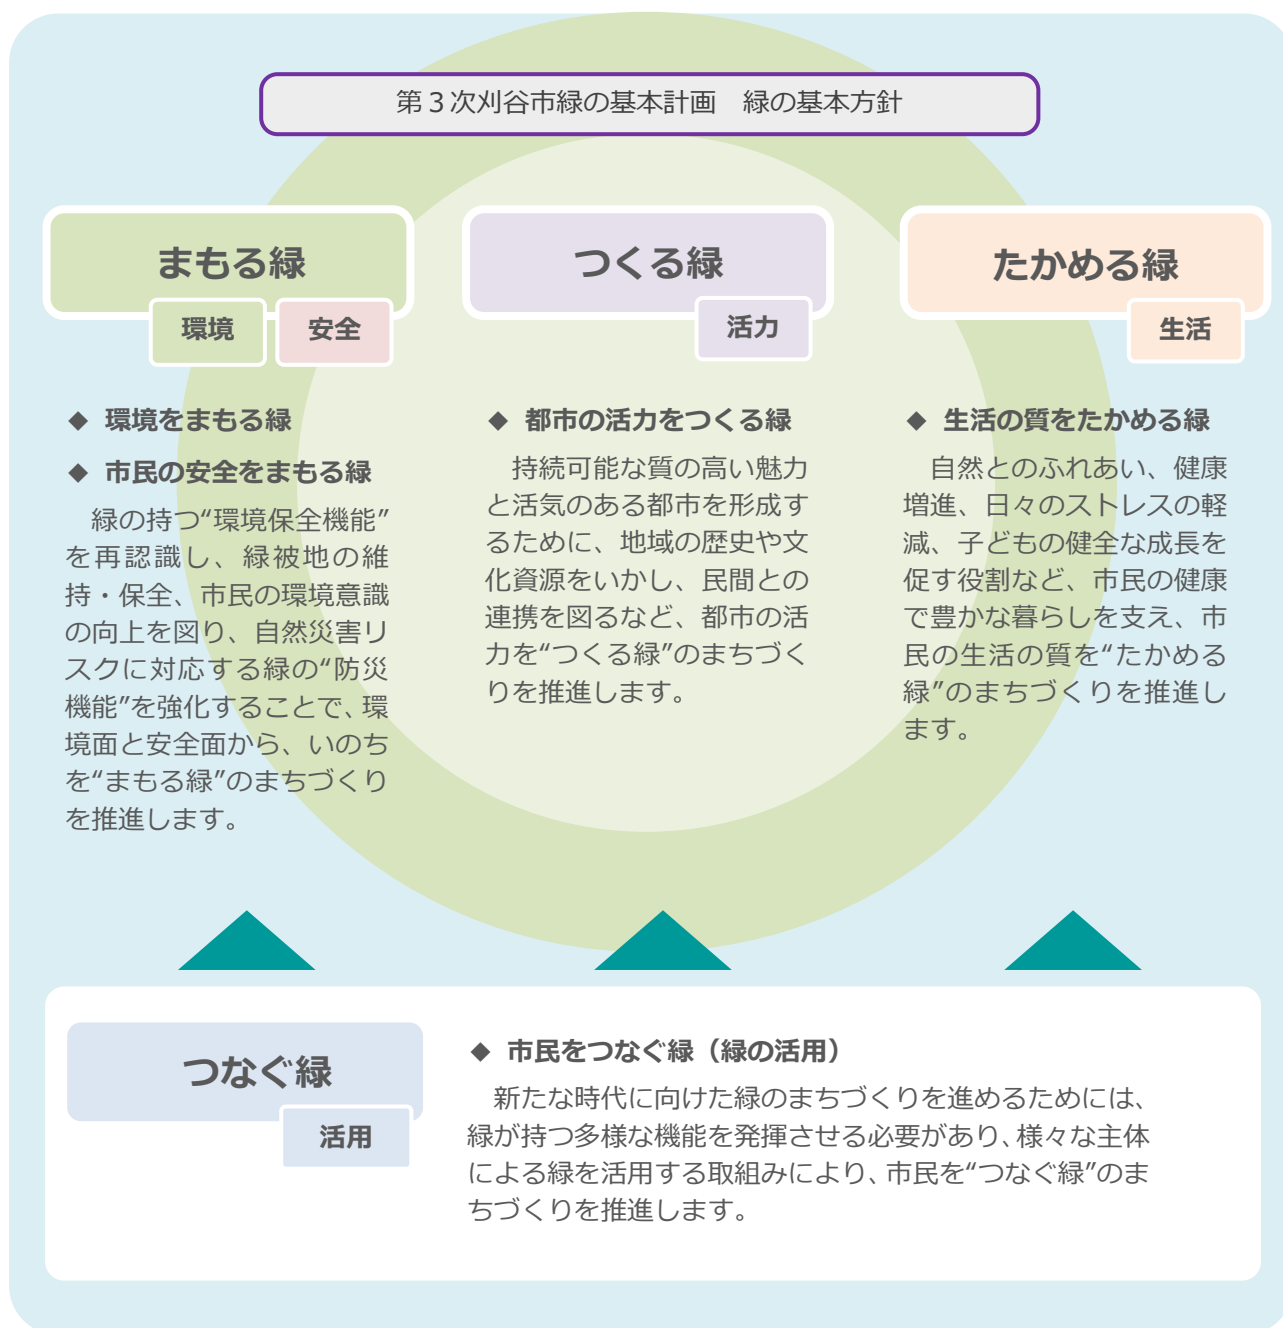 第３次刈谷市緑の基本計画　緑の基本方針
まもる緑
環境
安全
◆ 環境をまもる緑
◆ 市民の安全をまもる緑
緑の持つ“環境保全機能”
を再認識し、緑被地の維
持・保全、市民の環境意識
の向上を図り、自然災害リ
スクに対応する緑の“防災
機能”を強化することで、環
境面と安全面から、いのち
を“まもる緑”のまちづくり
を推進します。
つくる緑
活力
◆ 都市の活力をつくる緑
持続可能な質の高い魅力
と活気のある都市を形成す
るために、地域の歴史や文
化資源をいかし、民間との
連携を図るなど、都市の活
力を“つくる緑”のまちづく
りを推進します。
たかめる緑
生活
◆ 生活の質をたかめる緑
自然とのふれあい、健康
増進、日々のストレスの軽
減、子どもの健全な成長を
促す役割など、市民の健康
で豊かな暮らしを支え、市
民の生活の質を“たかめる
緑”のまちづくりを推進し
ます。
つなぐ緑
活用
◆ 市民をつなぐ緑（緑の活用）
新たな時代に向けた緑のまちづくりを進めるためには、
緑が持つ多様な機能を発揮させる必要があり、様々な主体
による緑を活用する取組みにより、市民を“つなぐ緑”のま
ちづくりを推進します。